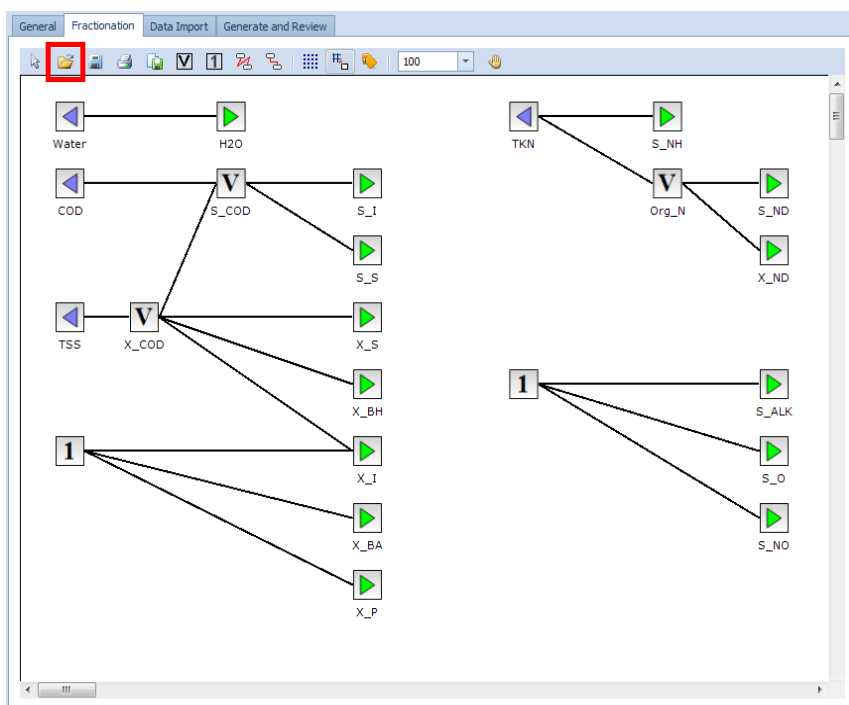 General Fractionation Data Import Generate and Review
V 1 100
Water H2O TKN S_NH
V V
COD S_COD S_I Org_N S_ND
S_S X_ND
V
TSS X_COD X_S
1
X_BH S_ALK
1
X_I S_O
X_BA S_NO
X_P